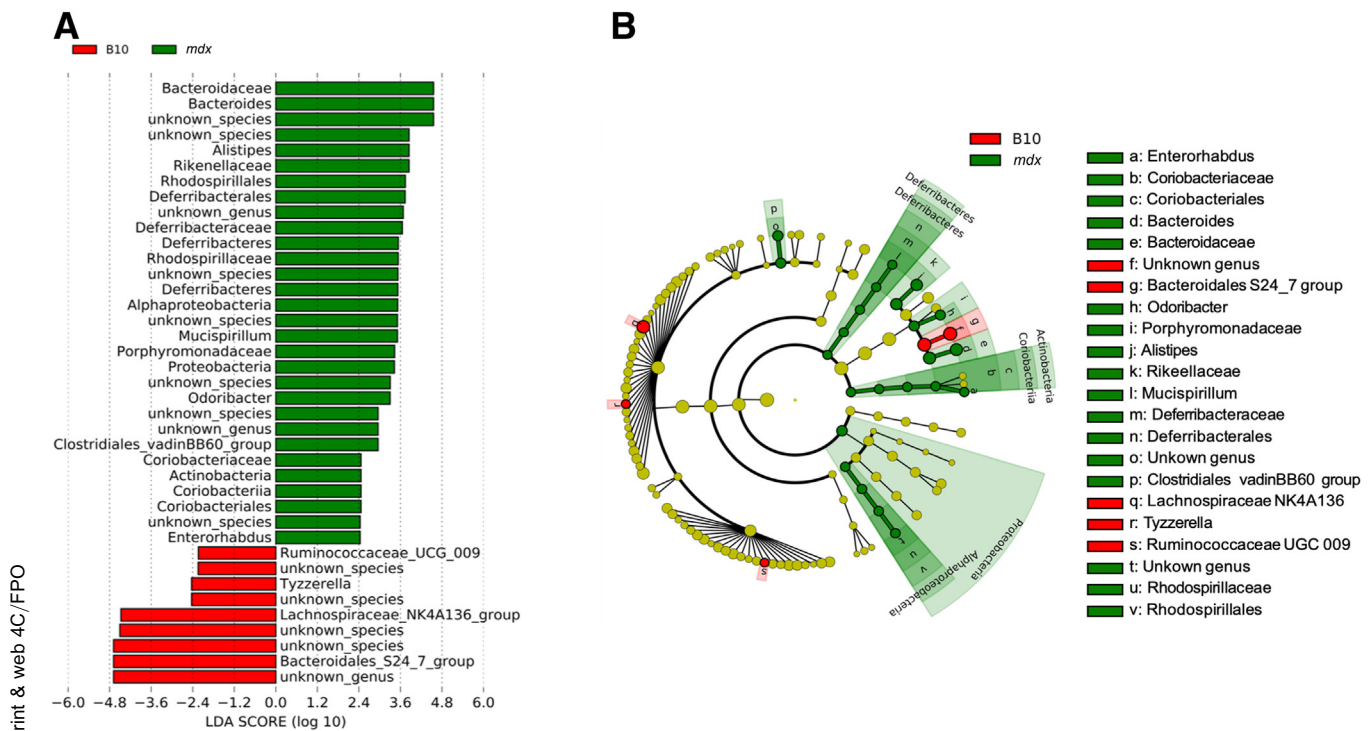 A
B10
mdx
Bacteroidaceae
Bacteroides
unknown_species
unknown_species
Alistipes
Rikenellaceae
Rhodospirillales
Deferribacterales
unknown_genus
Deferribacteraceae
Deferribacteres
Rhodospirillaceae
unknown_species
Deferribacteres
Alphaproteobacteria
unknown_species
Mucispirillum
Porphyromonadaceae
Proteobacteria
unknown_species
Odoribacter
unknown_species
unknown_genus
Clostridiales_vadinBB60_group
Coriobacteriaceae
Actinobacteria
Coriobacteriia
Coriobacteriales
unknown_species
Enterorhabdus
Ruminococcaceae_UCG_009
unknown_species
Tyzzerella
unknown_species
Lachnospiraceae_NK4A136_group
unknown_species
unknown_species
Bacteroidales_S24_7_group
unknown_genus
−6.0 −4.8 −3.6 −2.4 −1.2 0.0 1.2 2.4 3.6 4.8 6.0
LDA SCORE (log 10)
rint & web 4C/FPO
B
B10
mdx
Deferribacteres
Deferribacteres
p
o
n
m
l
k
i
h
g
f
e
d
c
b
a
Actinobacteria
Coriobacteriia
q
r
s
t
u
v
Proteobacteria
Alphaproteobacteria
a: Enterorhabdus
b: Coriobacteriaceae
c: Coriobacteriales
d: Bacteroides
e: Bacteroidaceae
f: Unknown genus
g: Bacteroidales S24_7 group
h: Odoribacter
i: Porphyromonadaceae
j: Alistipes
k: Rikeellaceae
l: Mucispirillum
m: Deferribacteraceae
n: Deferribacterales
o: Unkown genus
p: Clostridiales vadinBB60 group
q: Lachnospiraceae NK4A136
r: Tyzzerella
s: Ruminococcaceae UGC 009
t: Unkown genus
u: Rhodospirillaceae
v: Rhodospirillales